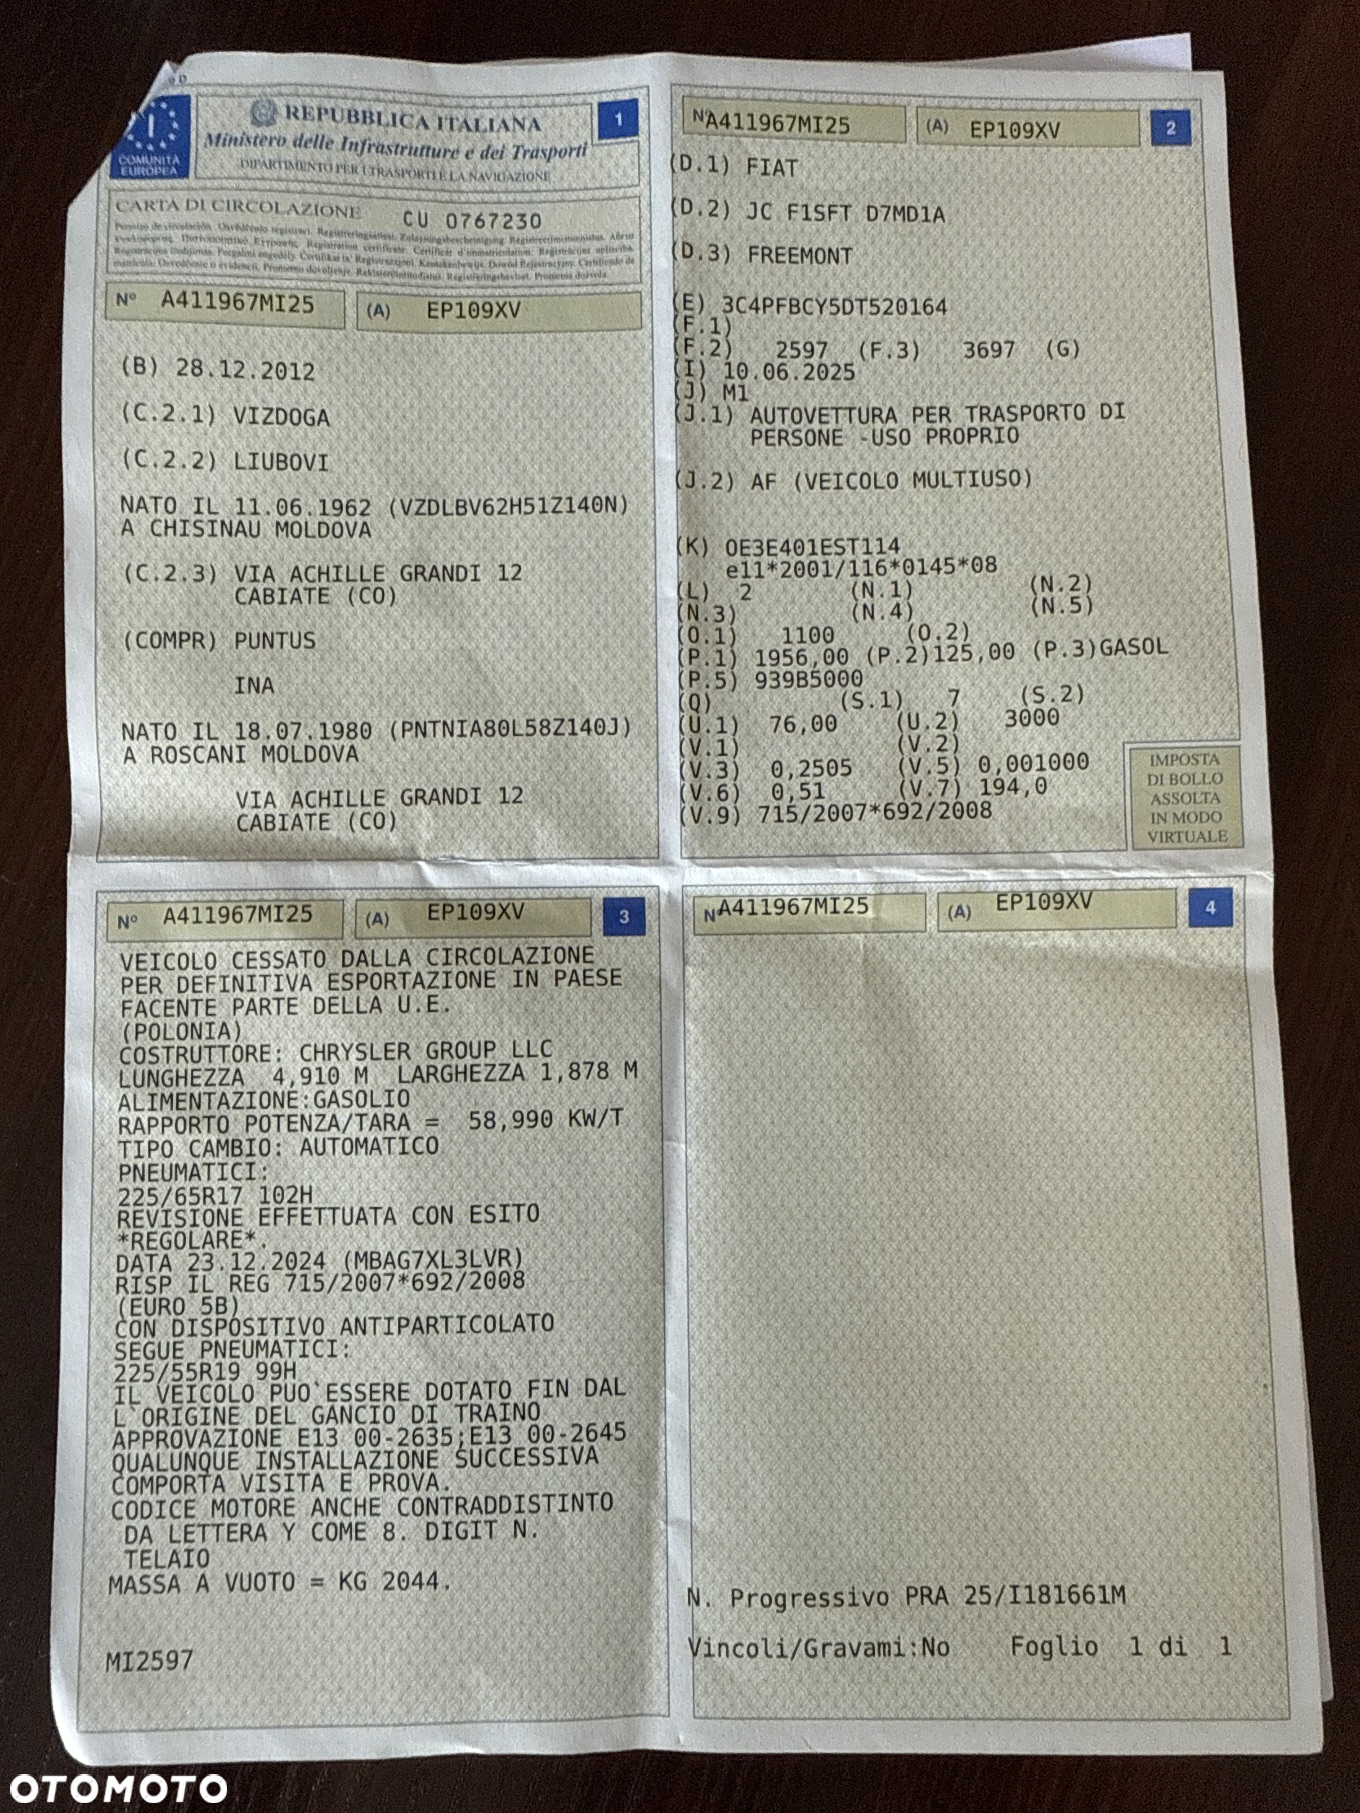 COMUNITÀ
EUROPEA
REPUBBLICA ITALIANA
Ministero delle Infrastrutture e dei Trasporti
DIPARTIMENTO PER I TRASPORTI E LA NAVIGAZIONE
1
CARTA DI CIRCOLAZIONE CU 0767230
N° A411967MI25 (A) EP109XV
(B) 28.12.2012
(C.2.1) VIZDOGA
(C.2.2) LIUBOVI
NATO IL 11.06.1962 (VZDLBV62H51Z140N)
A CHISINAU MOLDOVA
(C.2.3) VIA ACHILLE GRANDI 12
CABIATE (CO)
(COMPR) PUNTUS
INA
NATO IL 18.07.1980 (PNTNIA80L58Z140J)
A ROSCANI MOLDOVA
VIA ACHILLE GRANDI 12
CABIATE (CO)
N° A411967MI25 (A) EP109XV 2
(D.1) FIAT
(D.2) JC F1SFT D7MD1A
(D.3) FREEMONT
(E) 3C4PFBCY5DT520164
(F.1)
(F.2) 2597 (F.3) 3697 (G)
(I) 10.06.2025
(J) M1
(J.1) AUTOVETTURA PER TRASPORTO DI
PERSONE -USO PROPRIO
(J.2) AF (VEICOLO MULTIUSO)
(K) OE3E401EST114
e11*2001/116*0145*08
(L) 2 (N.1) (N.2)
(N.3) (N.4) (N.5)
(O.1) 1100 (O.2)
(P.1) 1956,00 (P.2)125,00 (P.3)GASOL
(P.5) 939B5000
(Q) (S.1) 7 (S.2)
(U.1) 76,00 (U.2) 3000
(V.1) (V.2)
(V.3) 0,2505 (V.5) 0,001000
(V.6) 0,51 (V.7) 194,0
(V.9) 715/2007*692/2008
IMPOSTA
DI BOLLO
ASSOLTA
IN MODO
VIRTUALE
N° A411967MI25 (A) EP109XV 3
VEICOLO CESSATO DALLA CIRCOLAZIONE
PER DEFINITIVA ESPORTAZIONE IN PAESE
FACENTE PARTE DELLA U.E.
(POLONIA)
COSTRUTTORE: CHRYSLER GROUP LLC
LUNGHEZZA 4,910 M LARGHEZZA 1,878 M
ALIMENTAZIONE:GASOLIO
RAPPORTO POTENZA/TARA = 58,990 KW/T
TIPO CAMBIO: AUTOMATICO
PNEUMATICI:
225/65R17 102H
REVISIONE EFFETTUATA CON ESITO
*REGOLARE*.
DATA 23.12.2024 (MBAG7XL3LVR)
RISP IL REG 715/2007*692/2008
(EURO 5B)
CON DISPOSITIVO ANTIPARTICOLATO
SEGUE PNEUMATICI:
225/55R19 99H
IL VEICOLO PUO`ESSERE DOTATO FIN DAL
L`ORIGINE DEL GANCIO DI TRAINO
APPROVAZIONE E13 00-2635;E13 00-2645
QUALUNQUE INSTALLAZIONE SUCCESSIVA
COMPORTA VISITA E PROVA.
CODICE MOTORE ANCHE CONTRADDISTINTO
DA LETTERA Y COME 8. DIGIT N.
TELAIO
MASSA A VUOTO = KG 2044.
MI2597
N° A411967MI25 (A) EP109XV 4
N. Progressivo PRA 25/I181661M
Vincoli/Gravami:No Foglio 1 di 1
OTOMOTO